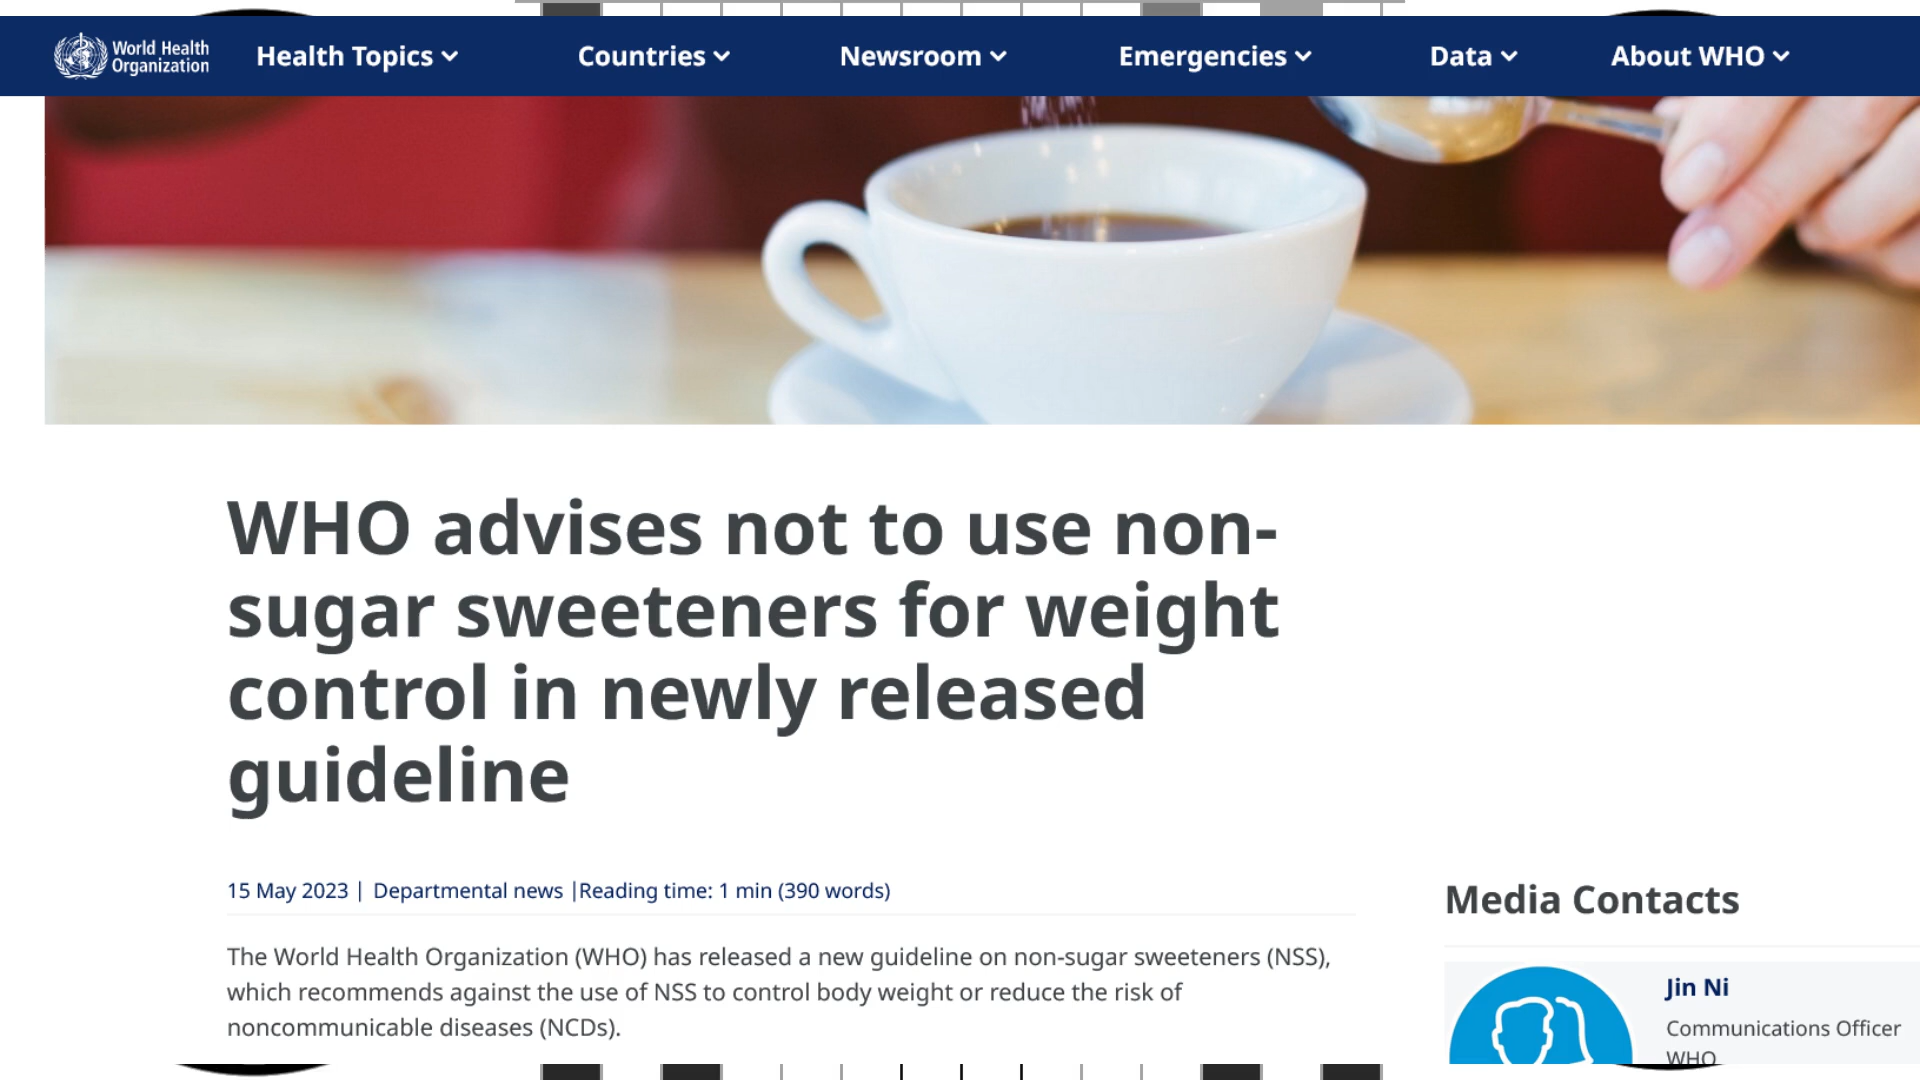 World Health
Organization
Health Topics
Countries
Newsroom
Emergencies
Data
About WHO
WHO advises not to use non-
sugar sweeteners for weight
control in newly released
guideline
15 May 2023 | Departmental news |Reading time: 1 min (390 words)
The World Health Organization (WHO) has released a new guideline on non-sugar sweeteners (NSS),
which recommends against the use of NSS to control body weight or reduce the risk of
noncommunicable diseases (NCDs).
Media Contacts
Jin Ni
Communications Officer
WHO